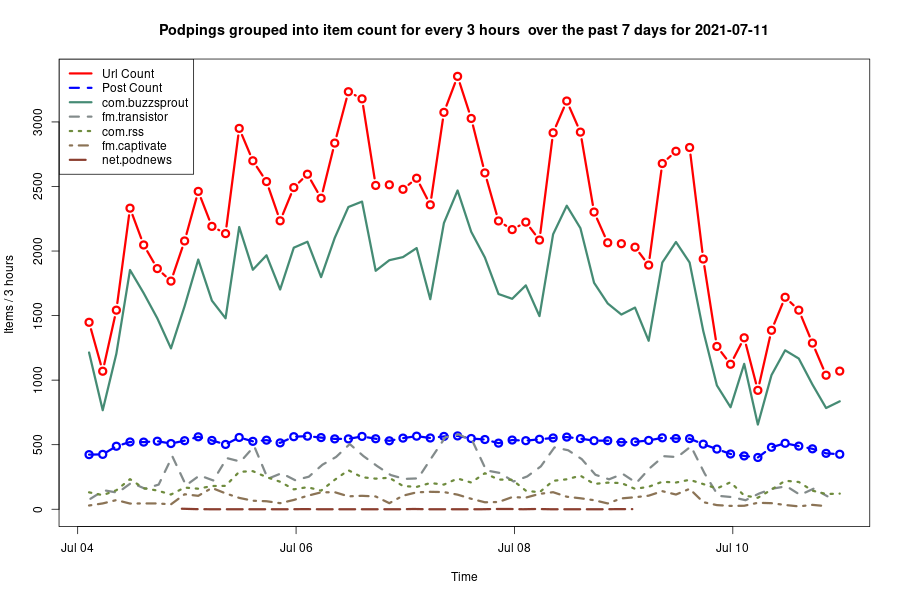 Podpings grouped into item count for every 3 hours  over the past 7 days for 2021-07-11
Url Count
Post Count
com.buzzsprout
fm.transistor
com.rss
fm.captivate
net.podnews
3000
2500
2000
1500
1000
500
0
Items / 3 hours
Jul 04
Jul 06
Jul 08
Jul 10
Time